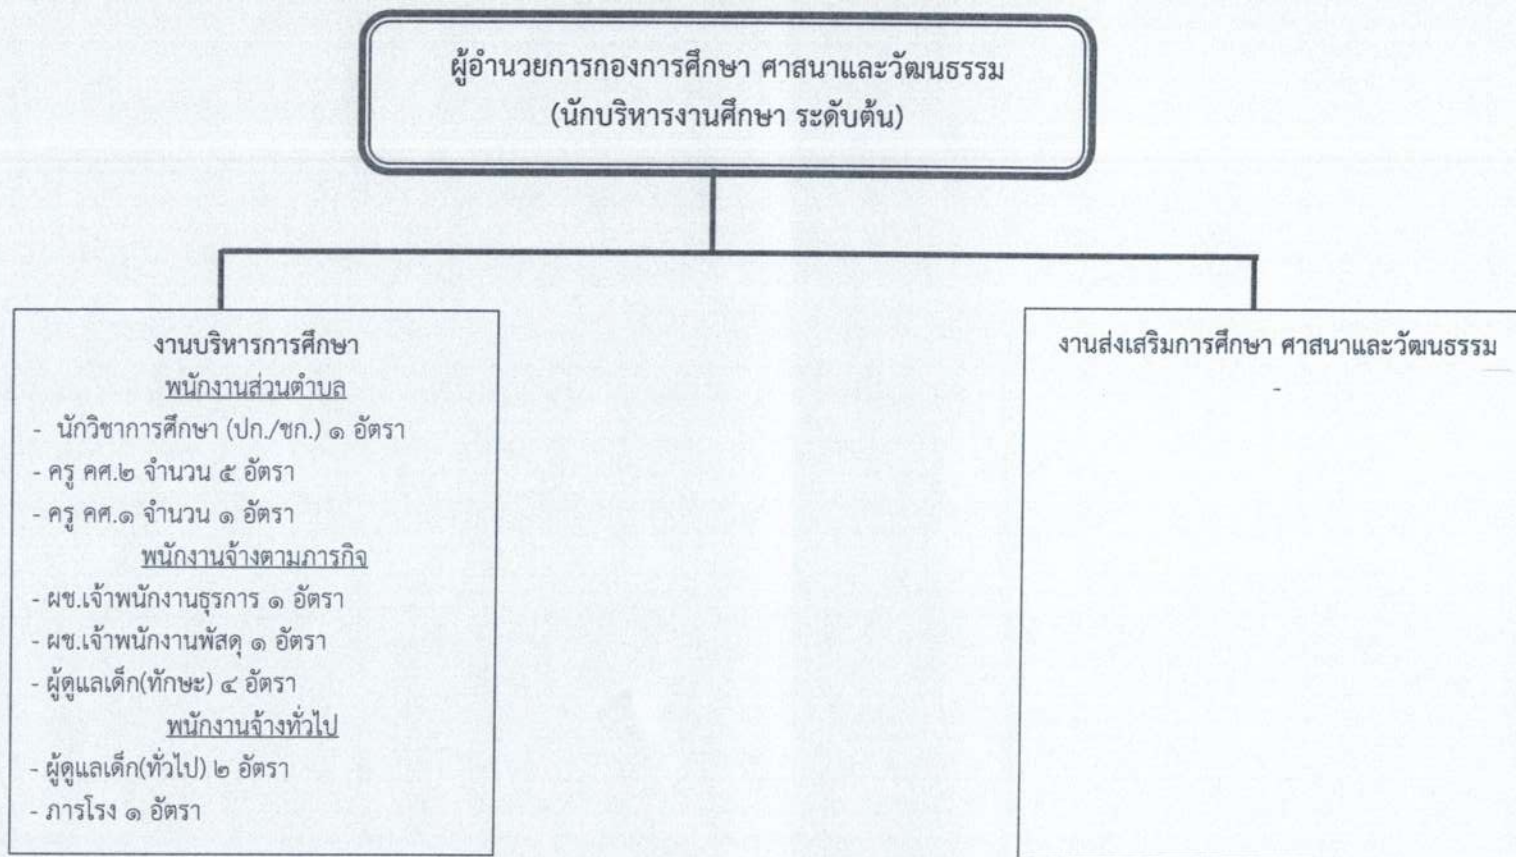 ผู้อำนวยการกองการศึกษา ศาสนาและวัฒนธรรม
(นักบริหารงานศึกษา ระดับต้น)
งานบริหารการศึกษา
พนักงานส่วนตำบล
- นักวิชาการศึกษา (ปก./ชก.) ๑ อัตรา
- ครู คศ.๒ จำนวน ๕ อัตรา
- ครู คศ.๑ จำนวน ๑ อัตรา
พนักงานจ้างตามภารกิจ
- ผช.เจ้าพนักงานธุรการ ๑ อัตรา
- ผช.เจ้าพนักงานพัสดุ ๑ อัตรา
- ผู้ดูแลเด็ก(ทักษะ) ๔ อัตรา
พนักงานจ้างทั่วไป
- ผู้ดูแลเด็ก(ทั่วไป) ๒ อัตรา
- ภารโรง ๑ อัตรา
งานส่งเสริมการศึกษา ศาสนาและวัฒนธรรม
-